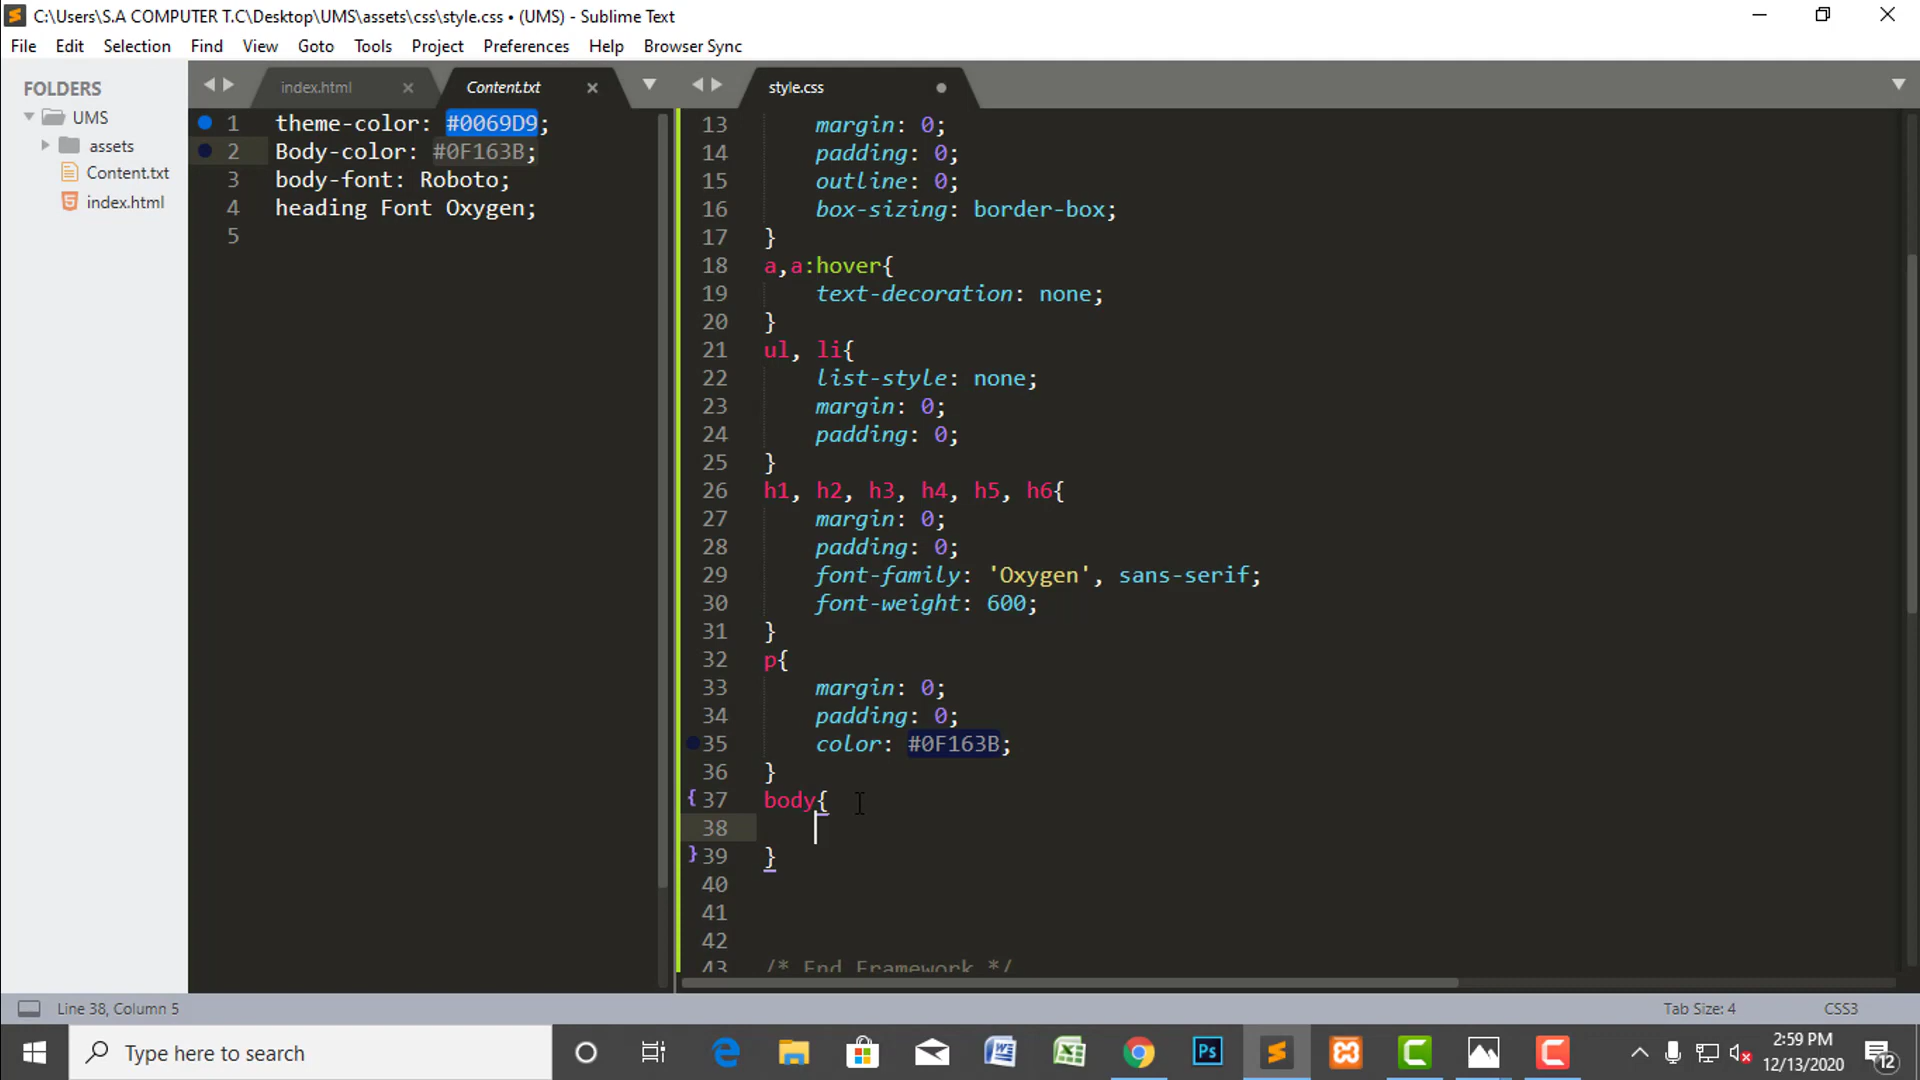 C:\Users\S.A COMPUTER T.C\Desktop\UMS\assets\css\style.css • (UMS) - Sublime Text
File Edit Selection Find View Goto Tools Project Preferences Help Browser Sync
FOLDERS
UMS
assets
Content.txt
index.html
index.html × Content.txt ×
1 theme-color: #0069D9;
2 Body-color: #0F163B;
3 body-font: Roboto;
4 heading Font Oxygen;
5
style.css
13 margin: 0;
14 padding: 0;
15 outline: 0;
16 box-sizing: border-box;
17 }
18 a,a:hover{
19 text-decoration: none;
20 }
21 ul, li{
22 list-style: none;
23 margin: 0;
24 padding: 0;
25 }
26 h1, h2, h3, h4, h5, h6{
27 margin: 0;
28 padding: 0;
29 font-family: 'Oxygen', sans-serif;
30 font-weight: 600;
31 }
32 p{
33 margin: 0;
34 padding: 0;
35 color: #0F163B;
36 }
{ 37 body{
38
} 39 }
40
41
42
43 /* End Framework */
Line 38, Column 5 Tab Size: 4 CSS3
Type here to search
Ps
2:59 PM
12/13/2020
12